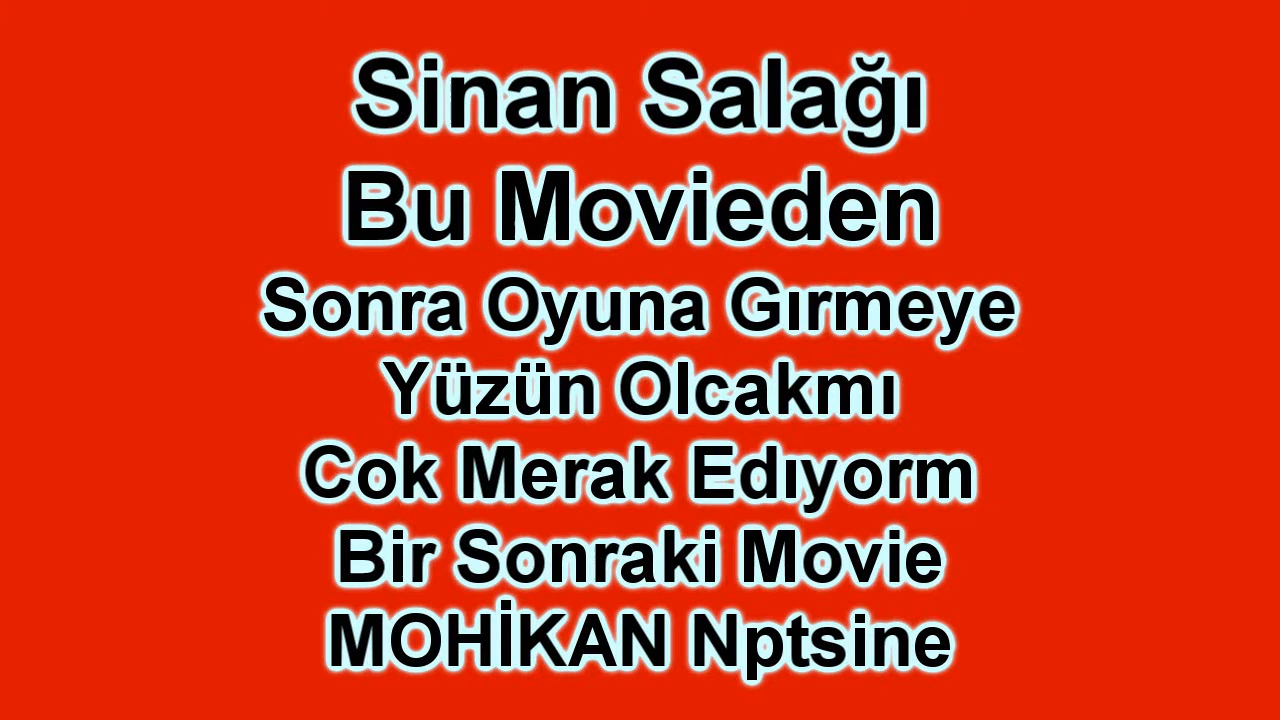 Sinan Salağı
Bu Movieden
Sonra Oyuna Gırmeye
Yüzün Olcakmı
Cok Merak Edıyorm
Bir Sonraki Movie
MOHİKAN Nptsine